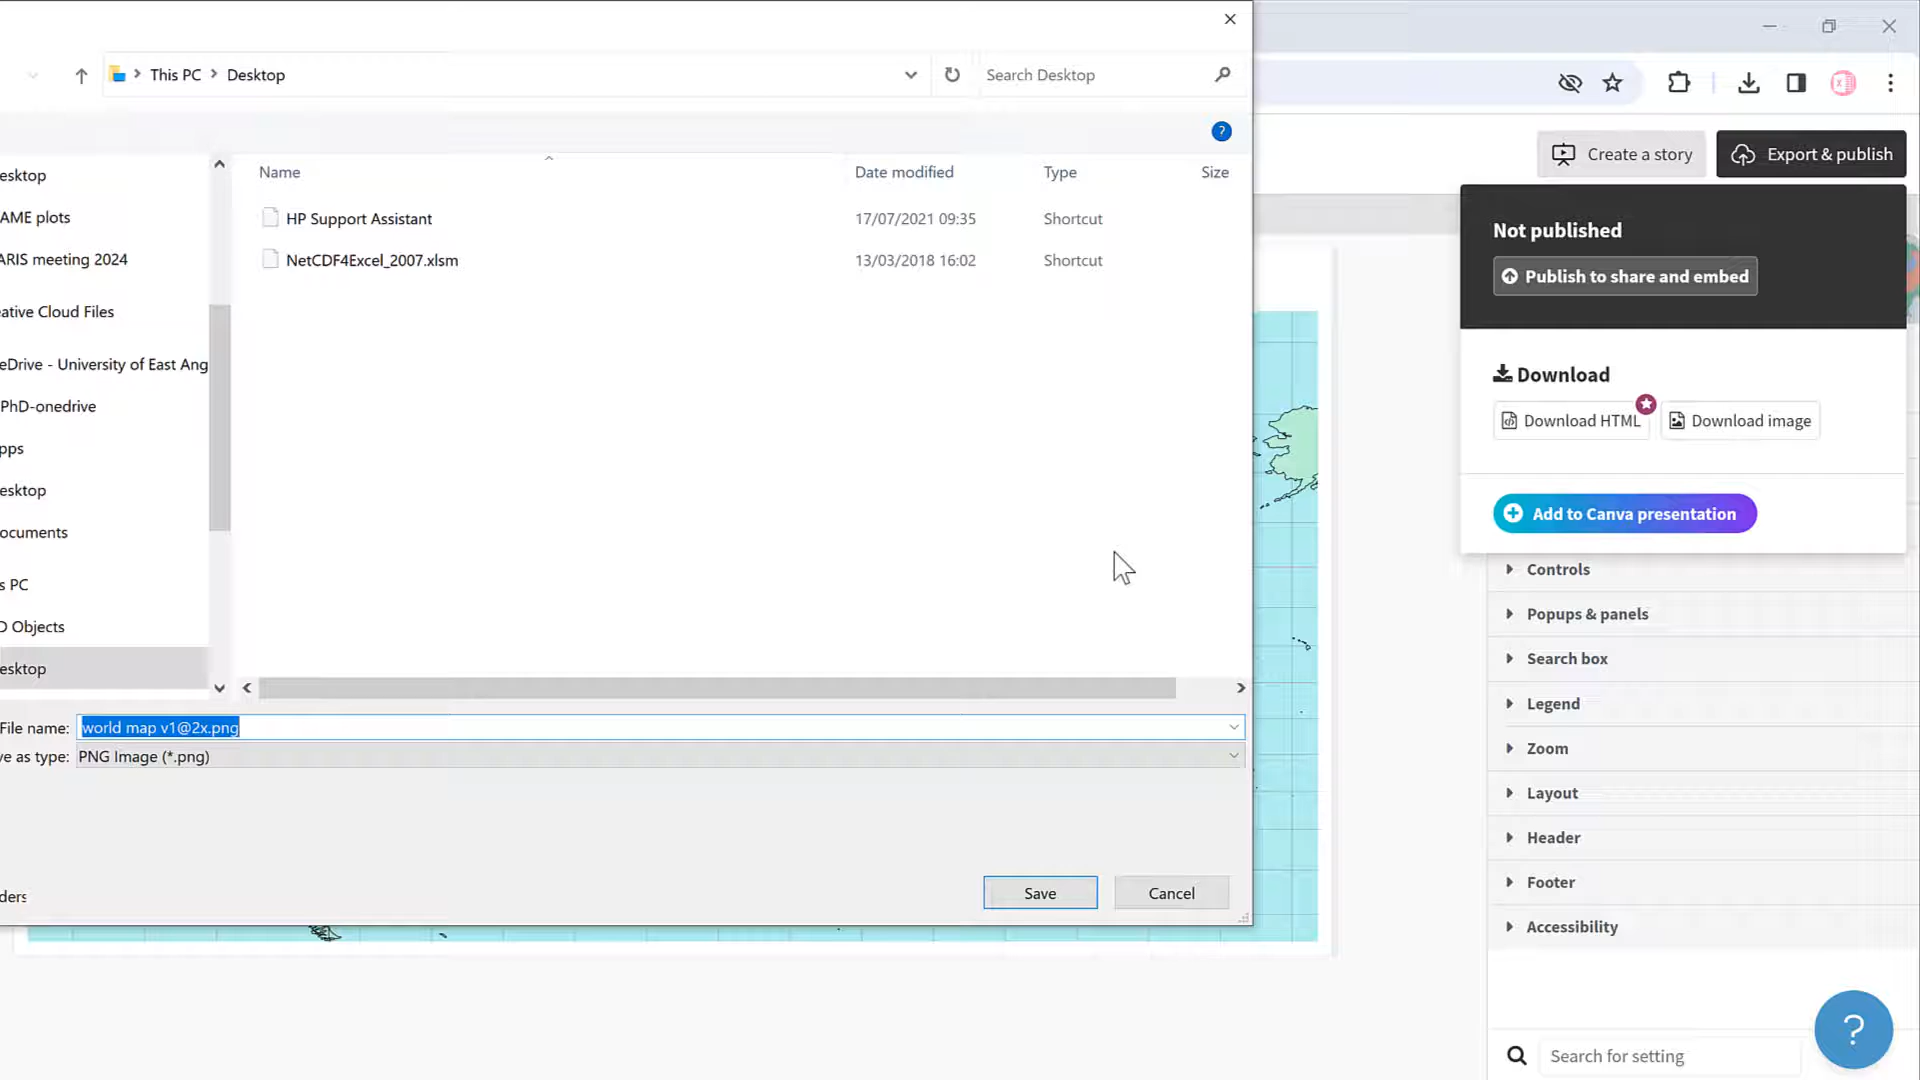 This PC
Desktop
Search Desktop
?
Name
Date modified
Type
Size
HP Support Assistant
17/07/2021 09:35
Shortcut
NetCDF4Excel_2007.xlsm
13/03/2018 16:02
Shortcut
esktop
AME plots
ARIS meeting 2024
eative Cloud Files
eDrive - University of East Ang
PhD-onedrive
pps
esktop
ocuments
s PC
D Objects
esktop
File name:
world map v1@2x.png
ve as type:
PNG Image (*.png)
ders
Save
Cancel
Create a story
Export & publish
Not published
Publish to share and embed
Download
Download HTML
Download image
Add to Canva presentation
Controls
Popups & panels
Search box
Legend
Zoom
Layout
Header
Footer
Accessibility
Search for setting
?